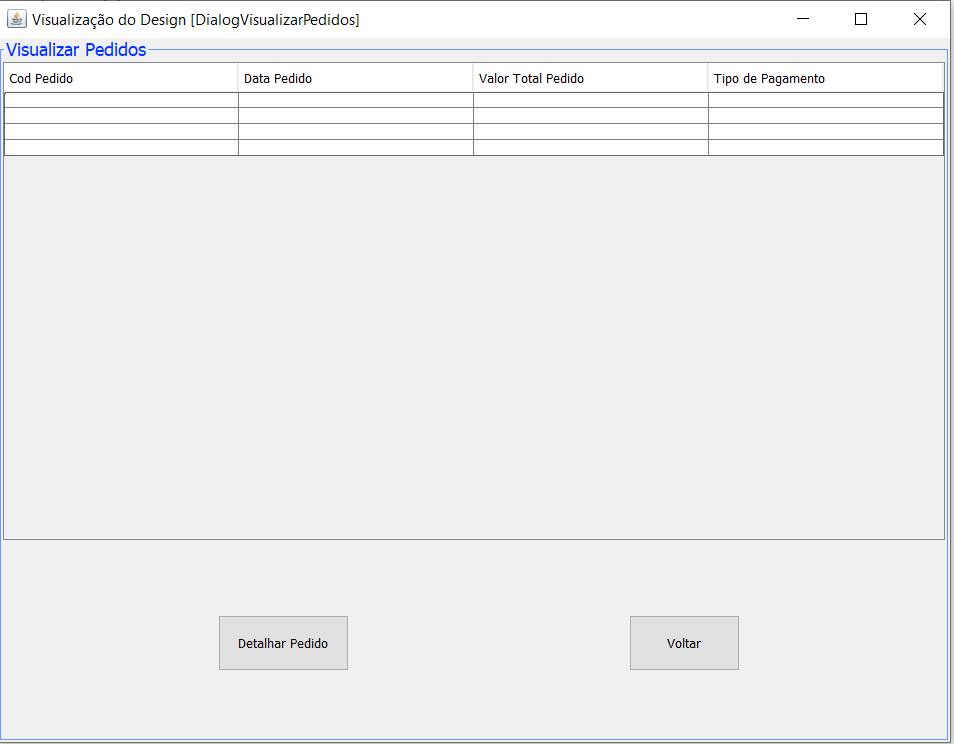 Visualização do Design [DialogVisualizarPedidos]
Visualizar Pedidos
Cod Pedido Data Pedido Valor Total Pedido Tipo de Pagamento
Detalhar Pedido Voltar